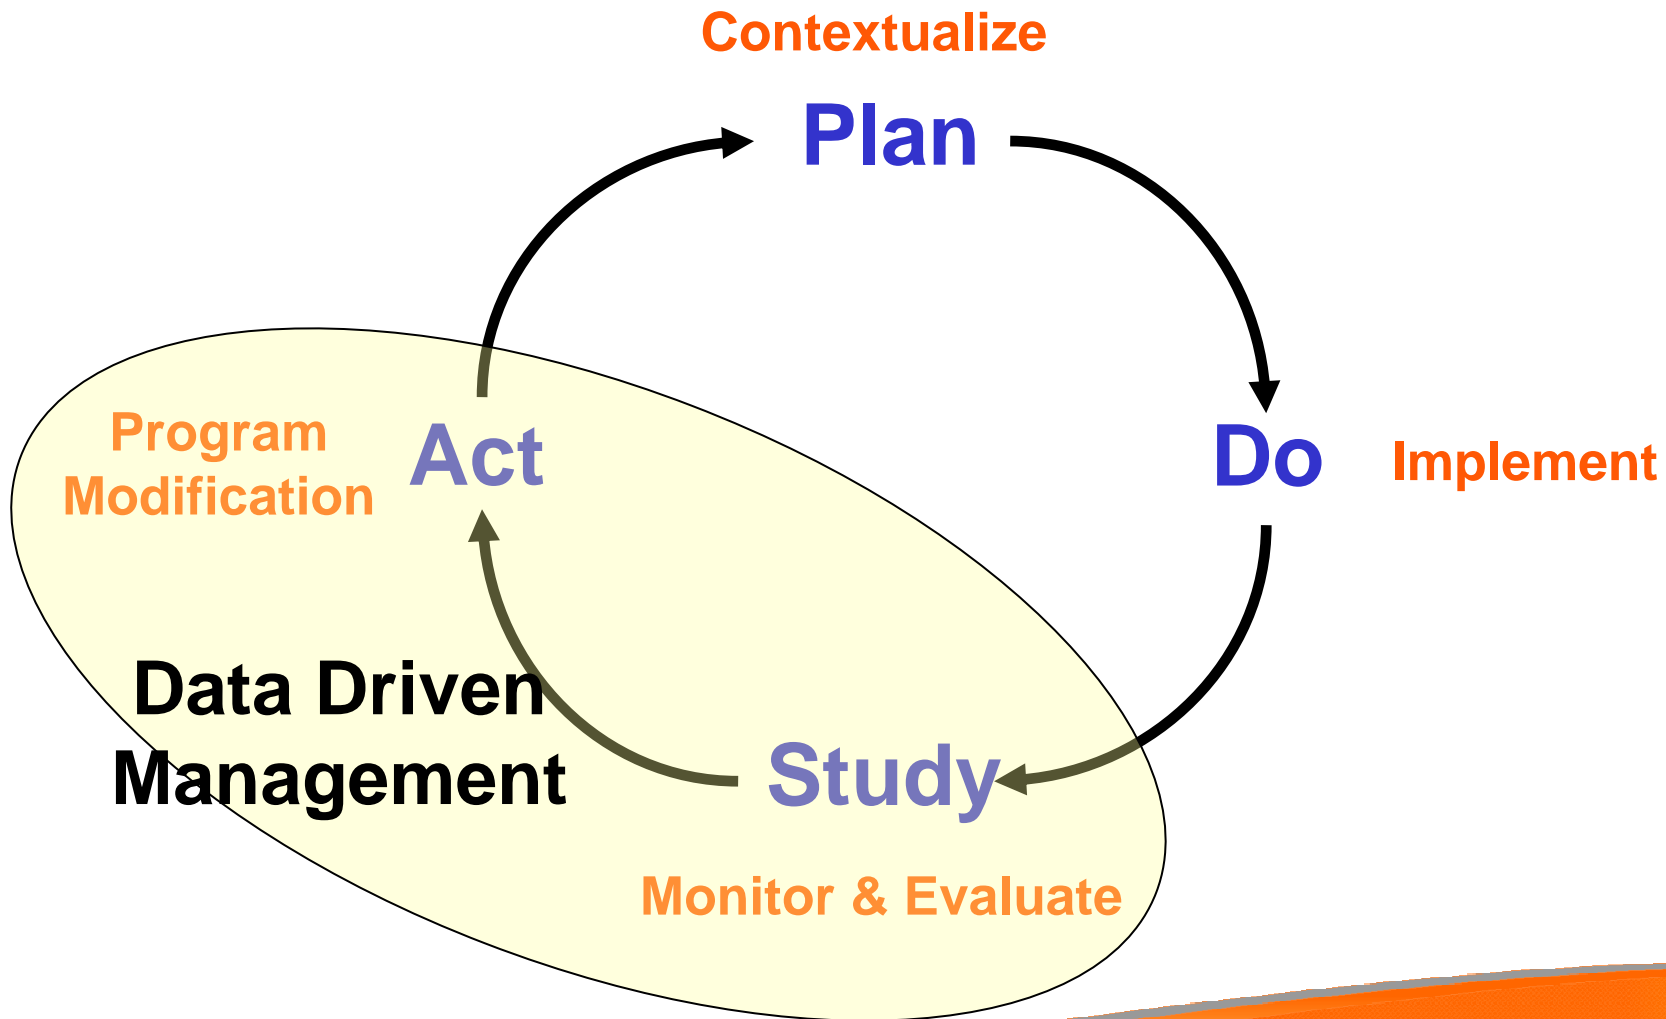 Contextualize
Plan
Do
Implement
Study
Monitor & Evaluate
Act
Program
Modification
Data Driven
Management